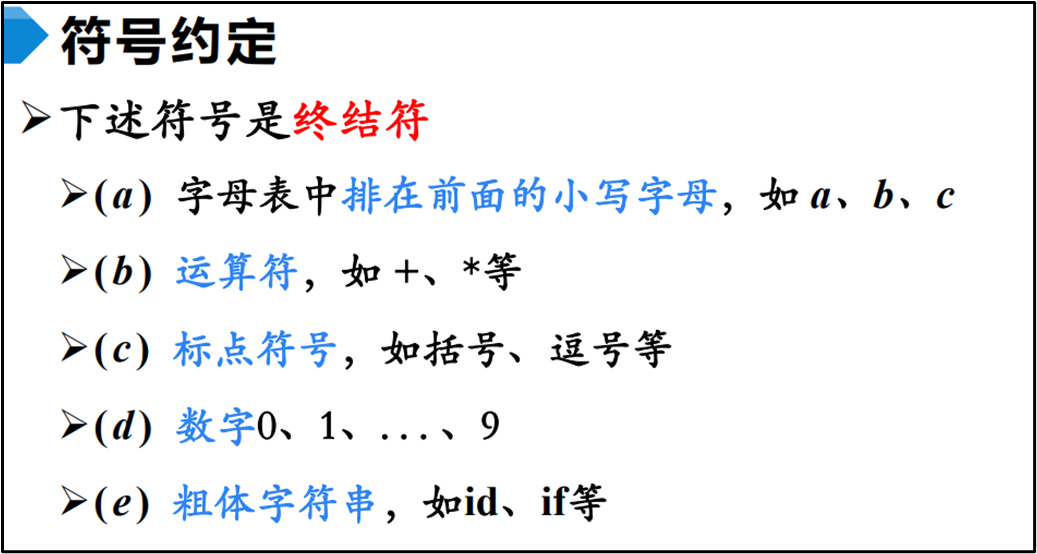 符号约定
➢下述符号是终结符
➢(a) 字母表中排在前面的小写字母，如 a、b、c
➢(b) 运算符，如 +、*等
➢(c) 标点符号，如括号、逗号等
➢(d) 数字0、1、...、9
➢(e) 粗体字符串，如id、if等